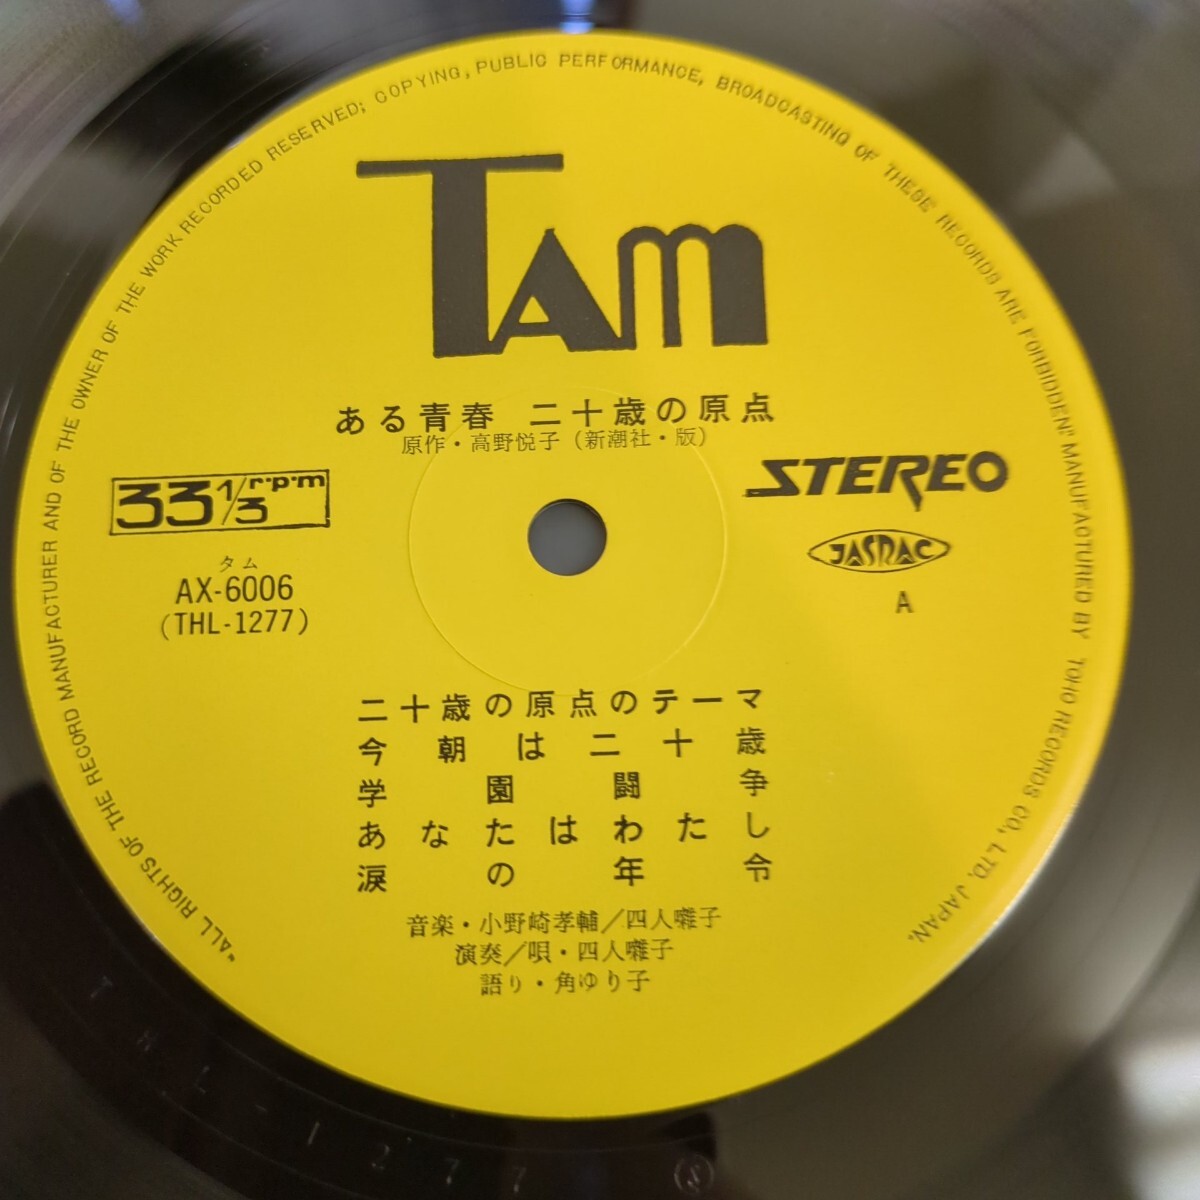 "ALL RIGHTS OF THE RECORD MANUFACTURER AND OF THE OWNER OF THE WORK RECORDED RESERVED; COPYING, PUBLIC PERFORMANCE, BROADCASTING OF THESE RECORDS ARE FORBIDDEN." MANUFACTURED BY TOHO RECORDS CO., LTD. JAPAN.
TAM
ある青春 二十歳の原点
原作・高野悦子(新潮社・版)
33 1/3 r·p·m
STEREO
JASRAC
タム
AX-6006
(THL-1277)
A
二十歳の原点のテーマ
今朝は二十歳
学園闘争
あなたはわたし
涙の年令
音楽・小野崎孝輔/四人囃子
演奏/唄・四人囃子
語り・角ゆり子
THL-1277 S